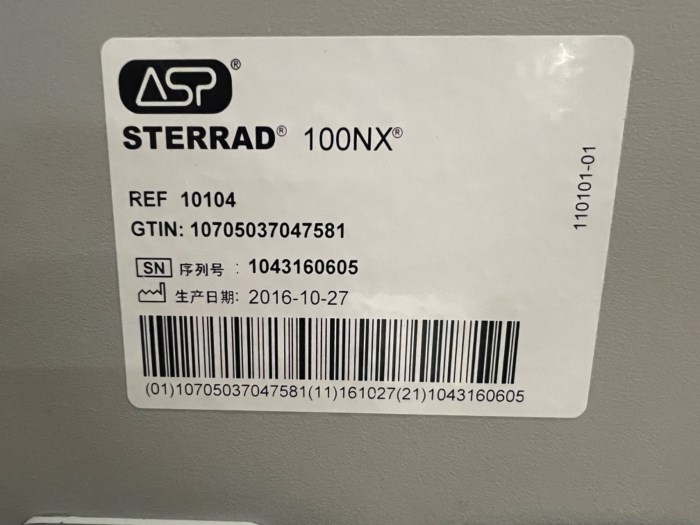 ASP®
STERRAD® 100NX®
REF 10104
GTIN: 10705037047581
SN 序列号 : 1043160605
生产日期: 2016-10-27
(01)10705037047581(11)161027(21)1043160605
110101-01